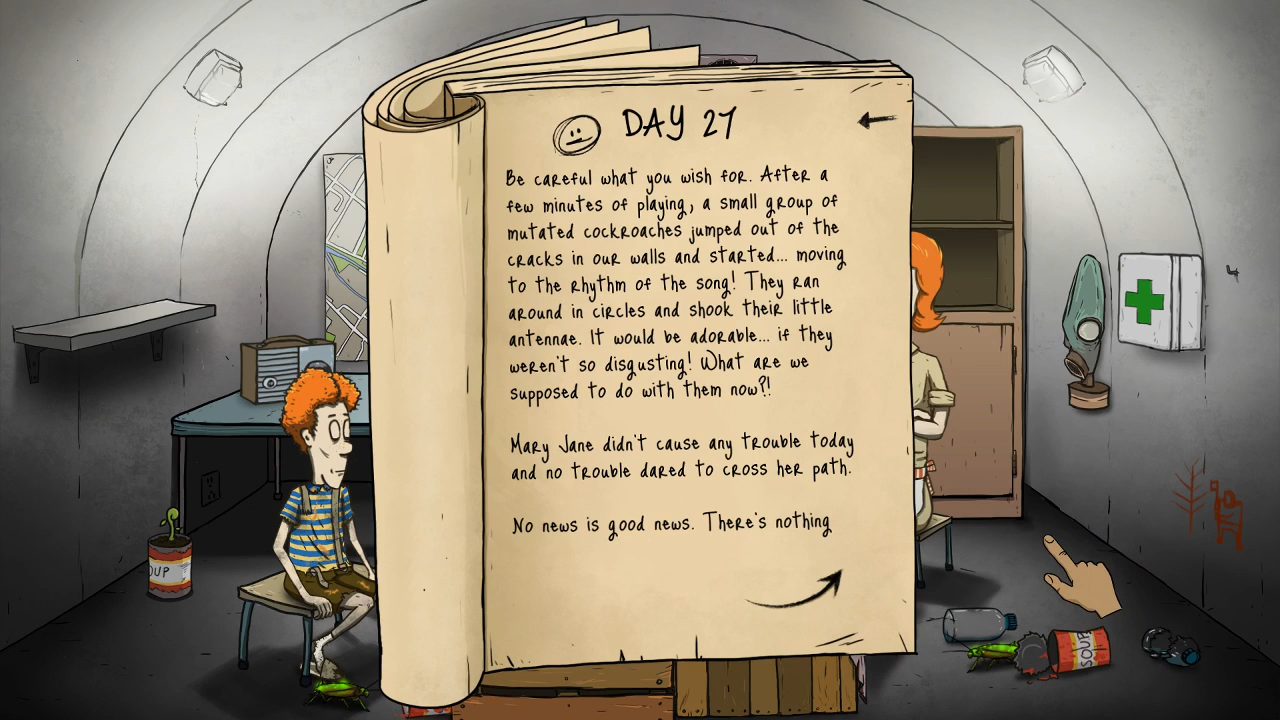 DAY 27
Be careful what you wish for. After a
few minutes of playing, a small group of
mutated cockroaches jumped out of the
cracks in our walls and started... moving
to the rhythm of the song! They ran
around in circles and shook their little
antennae. It would be adorable... if they
weren't so disgusting! What are we
supposed to do with them now?!
Mary Jane didn't cause any trouble today
and no trouble dared to cross her path.
No news is good news. There's nothing
OUP
SOUP